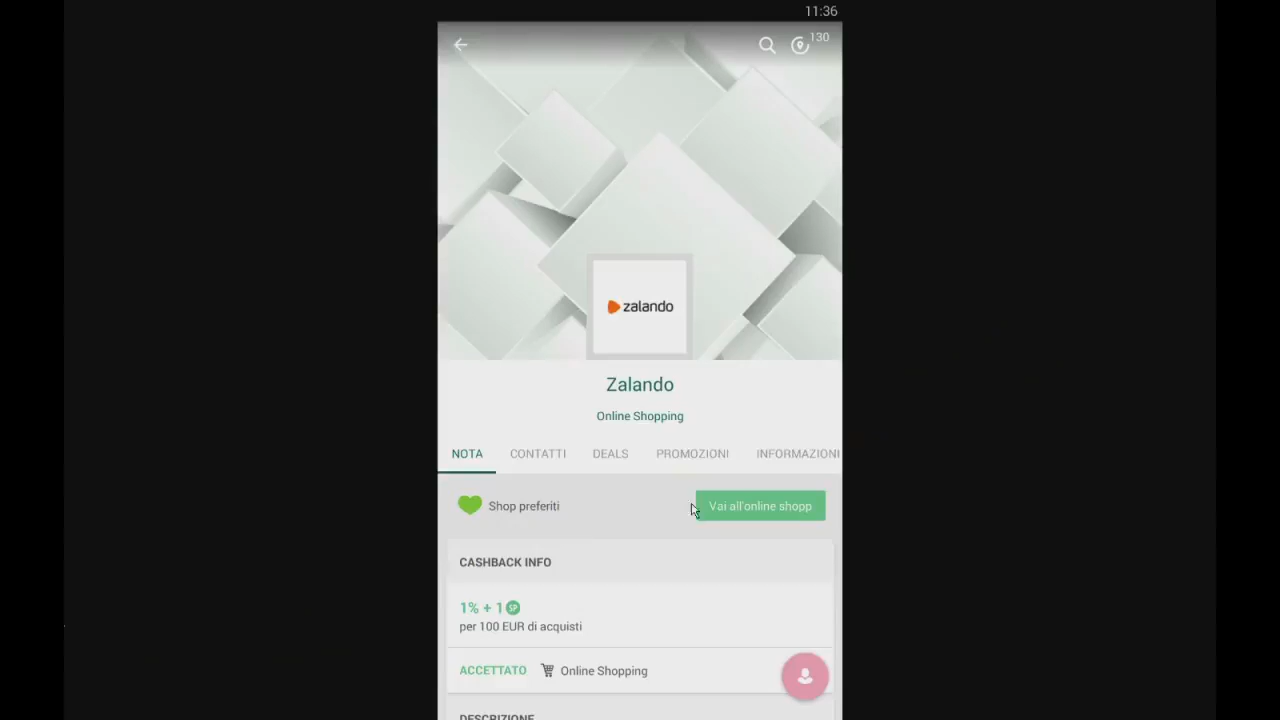 11:36
130
zalando
Zalando
Online Shopping
NOTA CONTATTI DEALS PROMOZIONI INFORMAZIONI
Shop preferiti
Vai all'online shopp
CASHBACK INFO
1% + 1 SP
per 100 EUR di acquisti
ACCETTATO Online Shopping
DESCRIZIONE